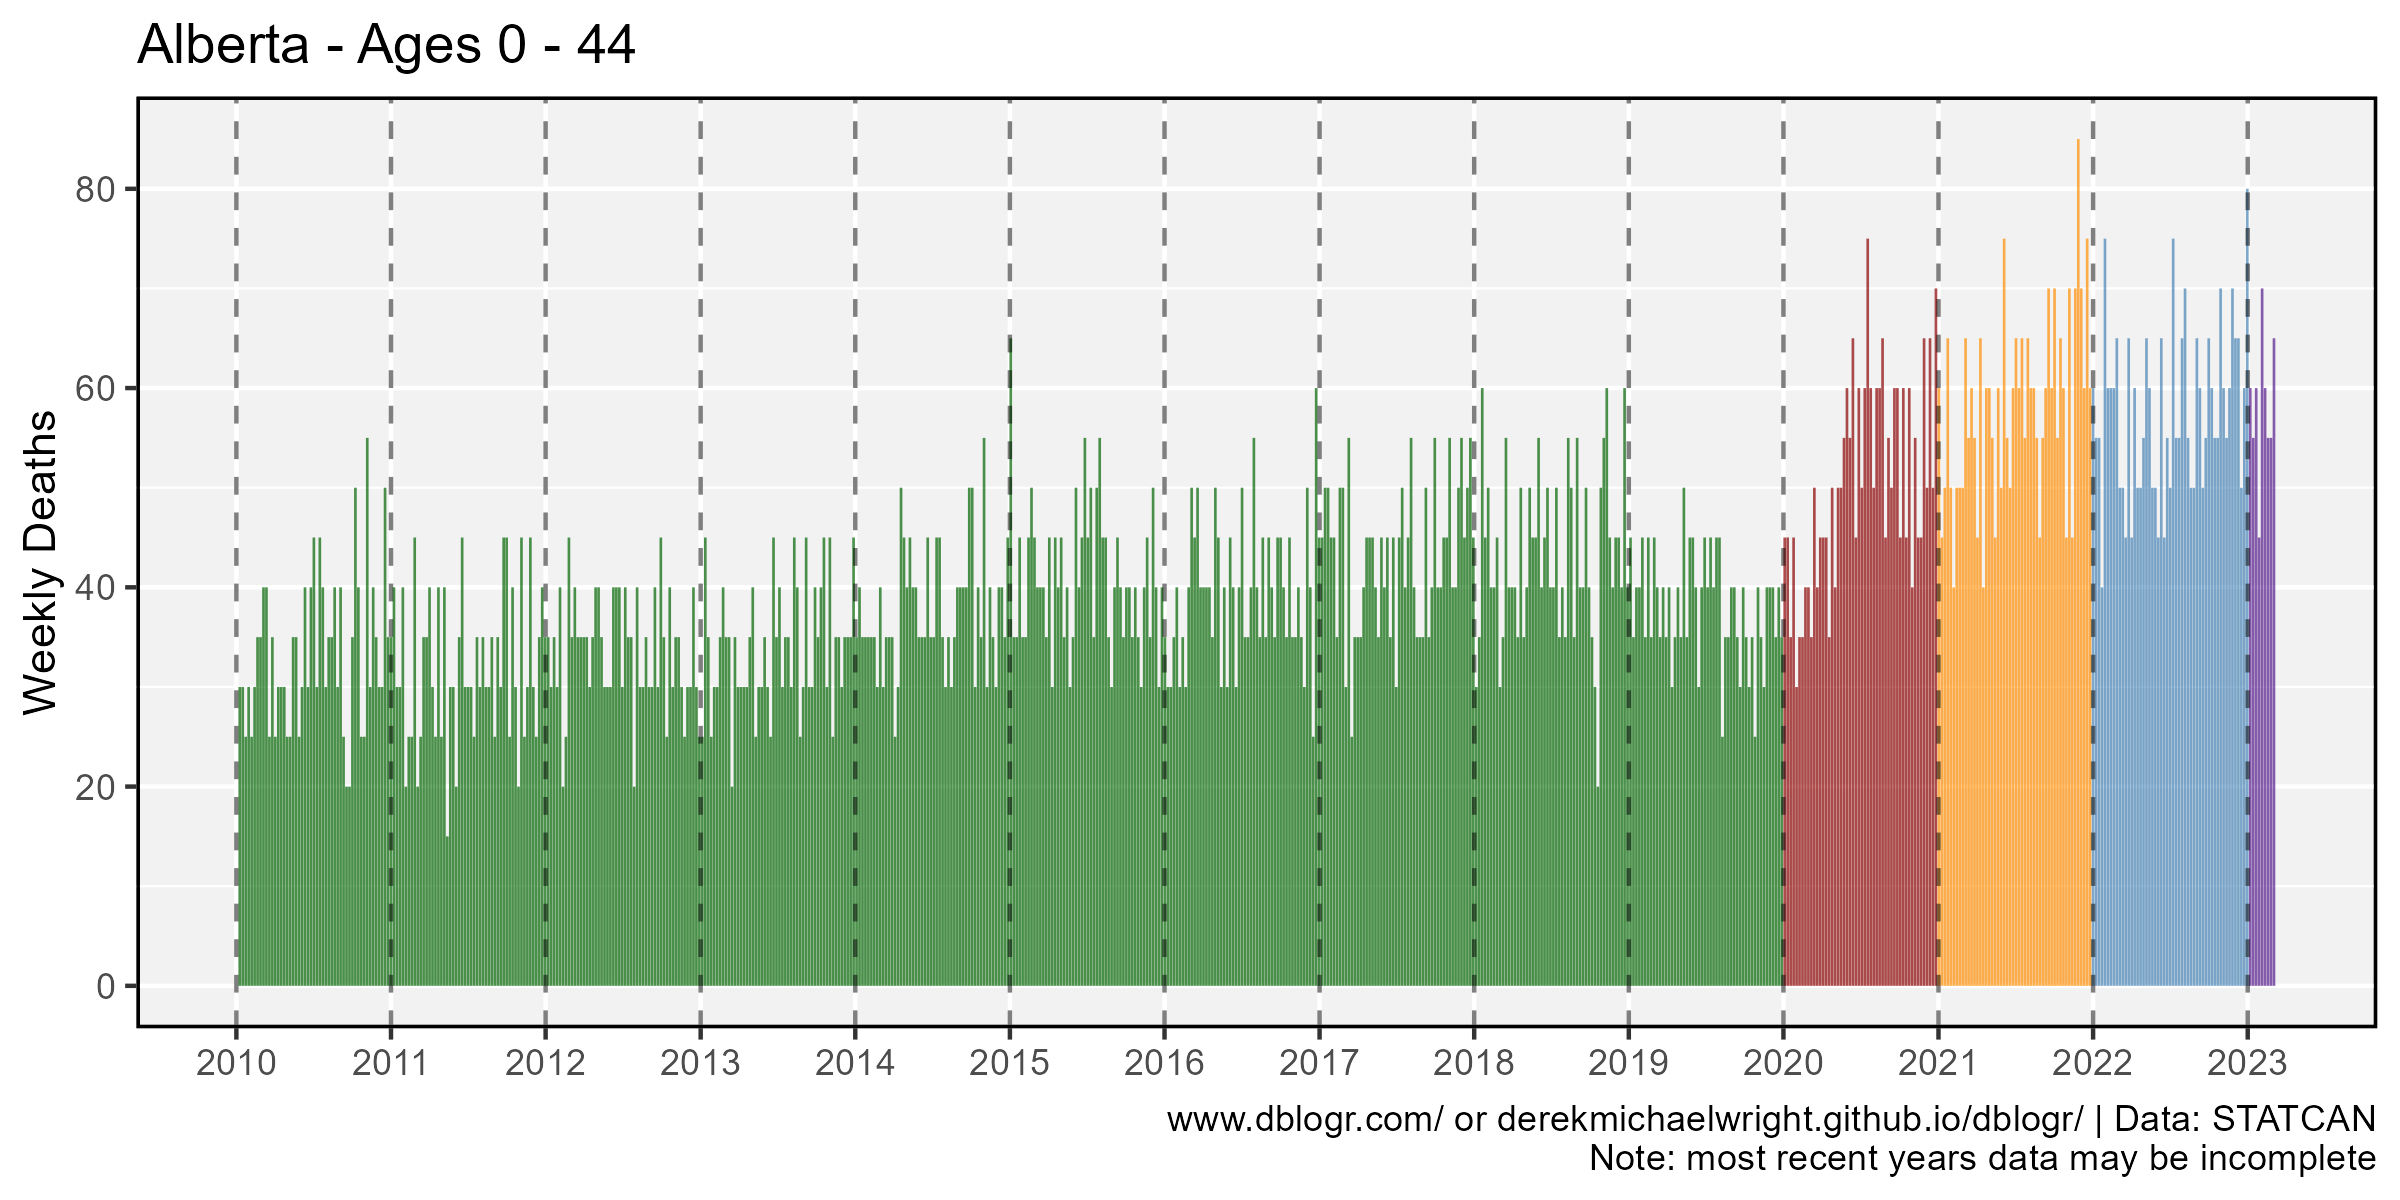 Alberta - Ages 0 - 44
Weekly Deaths
80
60
40
20
0
2010 2011 2012 2013 2014 2015 2016 2017 2018 2019 2020 2021 2022 2023
www.dblogr.com/ or derekmichaelwright.github.io/dblogr/ | Data: STATCAN
Note: most recent years data may be incomplete